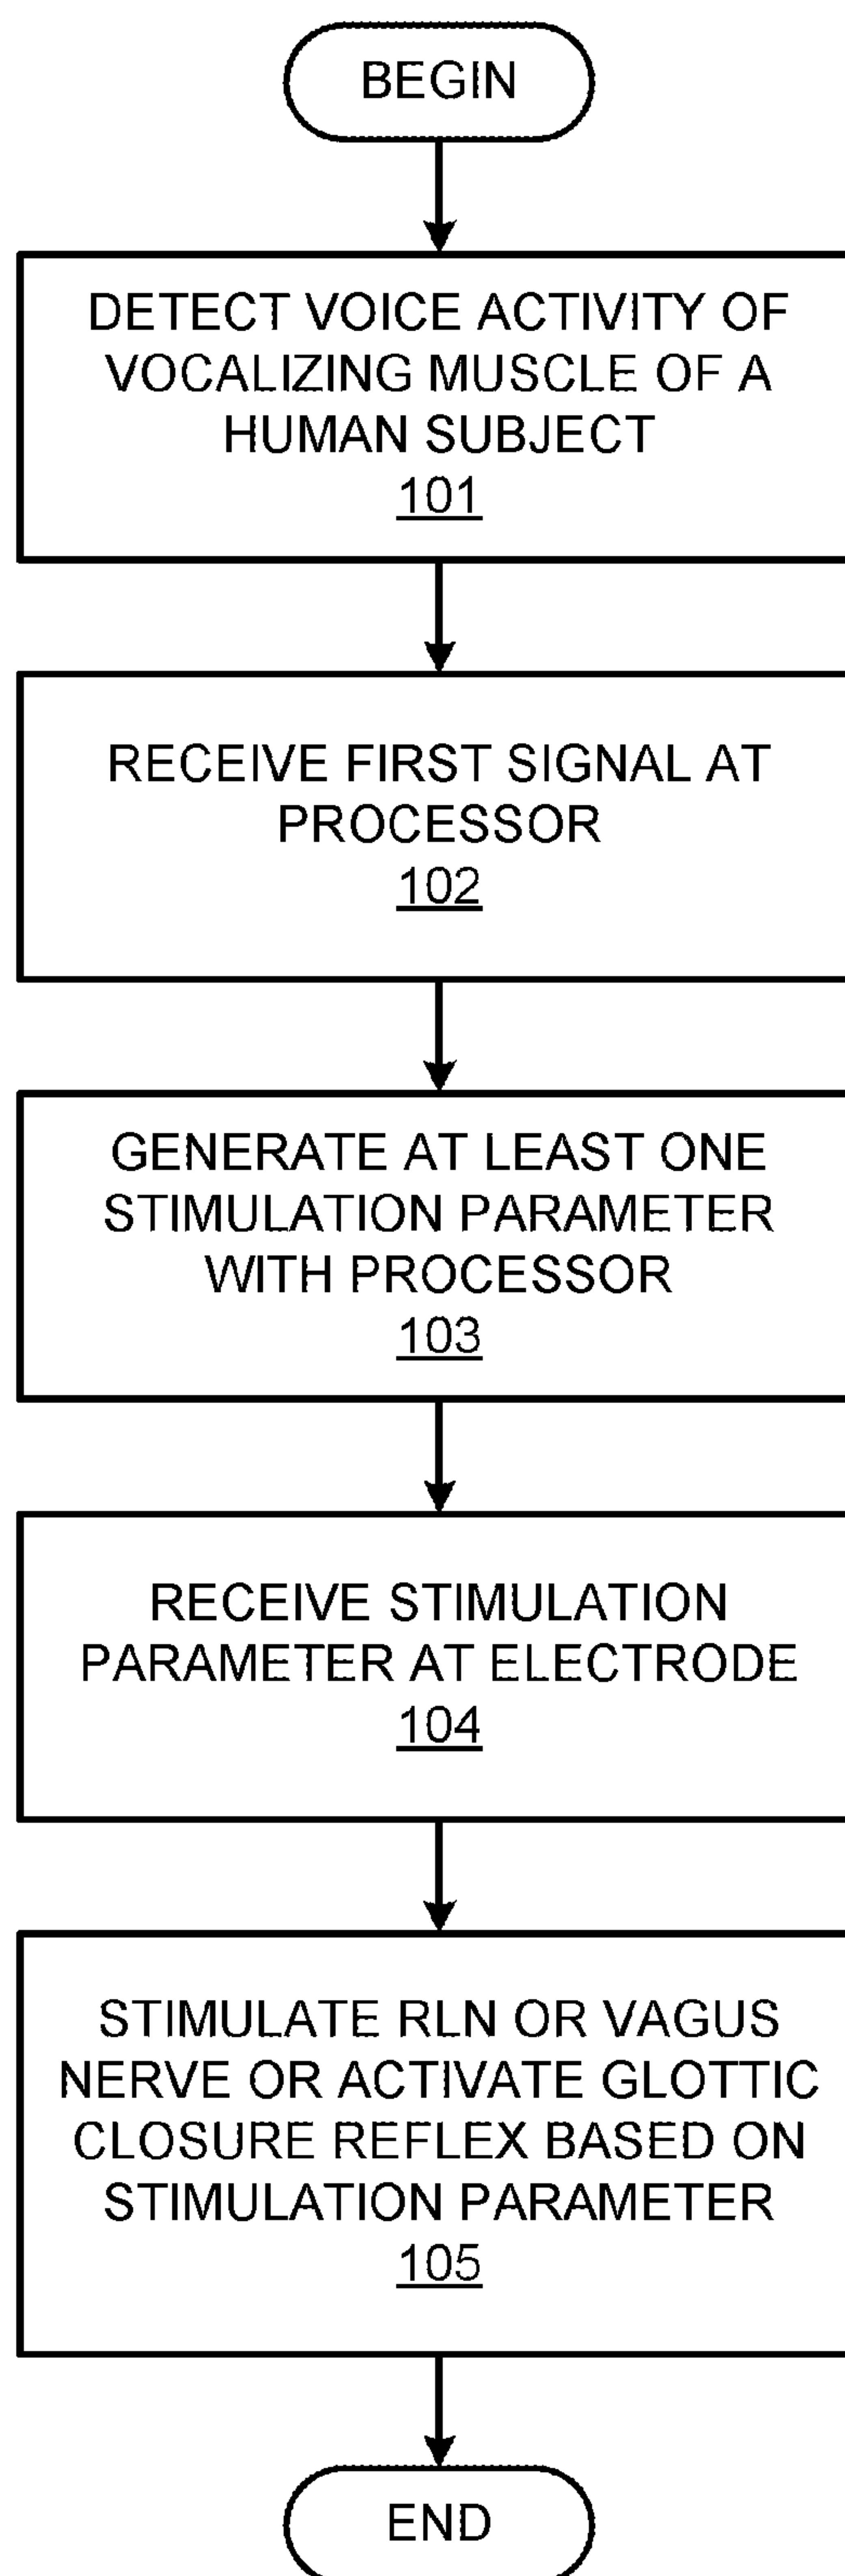 BEGIN
DETECT VOICE ACTIVITY OF
VOCALIZING MUSCLE OF A
HUMAN SUBJECT
101
RECEIVE FIRST SIGNAL AT
PROCESSOR
102
GENERATE AT LEAST ONE
STIMULATION PARAMETER
WITH PROCESSOR
103
RECEIVE STIMULATION
PARAMETER AT ELECTRODE
104
STIMULATE RLN OR VAGUS
NERVE OR ACTIVATE GLOTTIC
CLOSURE REFLEX BASED ON
STIMULATION PARAMETER
105
END